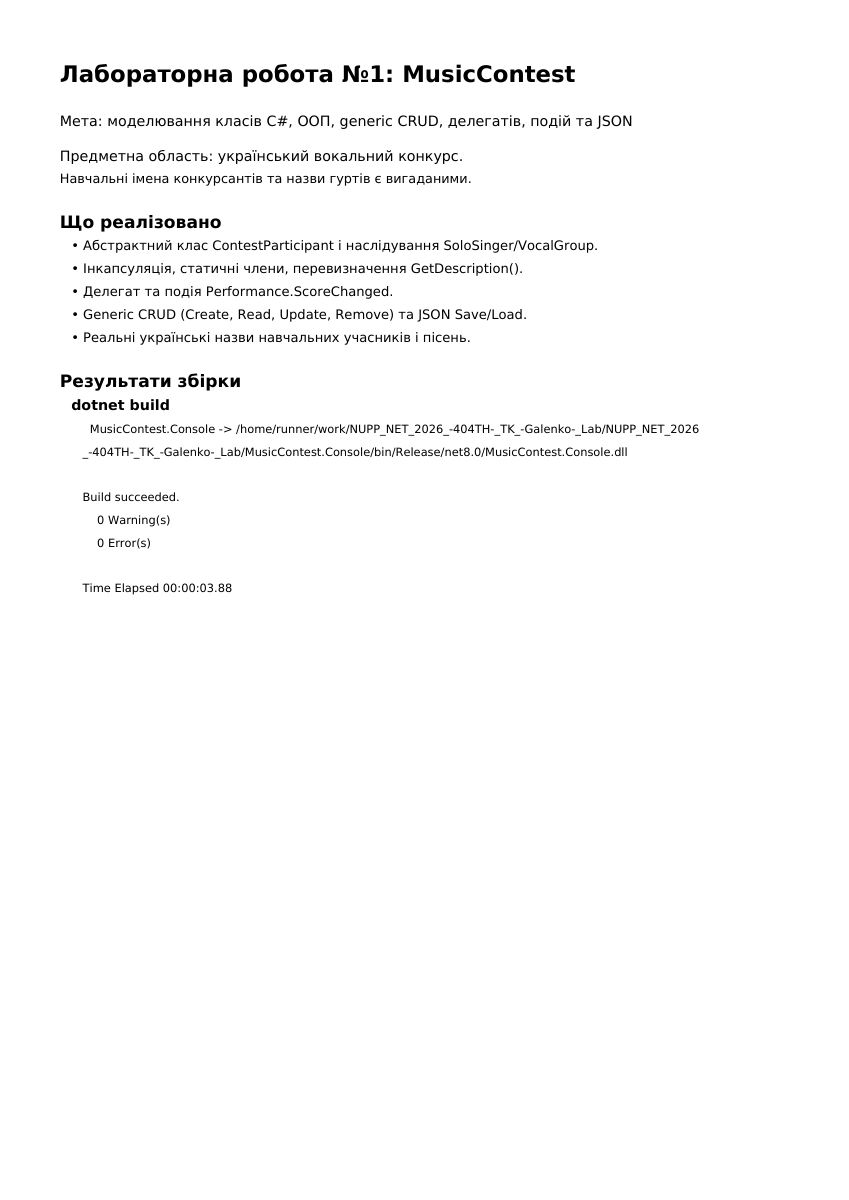 Лабораторна робота №1: MusicContest
Мета: моделювання класів C#, ООП, generic CRUD, делегатів, подій та JSON
Предметна область: український вокальний конкурс.
Навчальні імена конкурсантів та назви гуртів є вигаданими.
Що реалізовано
• Абстрактний клас ContestParticipant і наслідування SoloSinger/VocalGroup.
• Інкапсуляція, статичні члени, перевизначення GetDescription().
• Делегат та подія Performance.ScoreChanged.
• Generic CRUD (Create, Read, Update, Remove) та JSON Save/Load.
• Реальні українські назви навчальних учасників і пісень.
Результати збірки
dotnet build
MusicContest.Console -> /home/runner/work/NUPP_NET_2026_-404TH-_TK_-Galenko-_Lab/NUPP_NET_2026
_-404TH-_TK_-Galenko-_Lab/MusicContest.Console/bin/Release/net8.0/MusicContest.Console.dll
Build succeeded.
0 Warning(s)
0 Error(s)
Time Elapsed 00:00:03.88